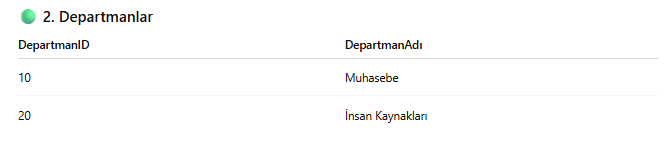 2. Departmanlar
DepartmanID DepartmanAdı
10 Muhasebe
20 İnsan Kaynakları